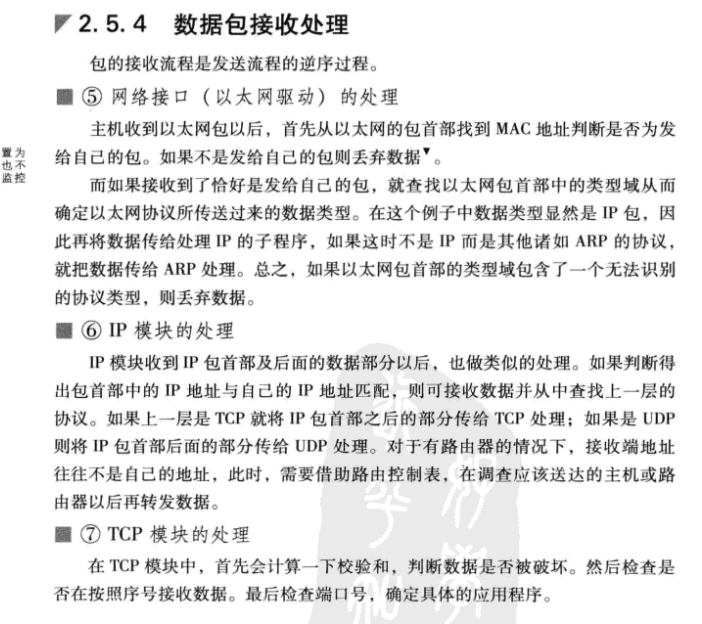 2.5.4 数据包接收处理
包的接收流程是发送流程的逆序过程。
⑤ 网络接口（以太网驱动）的处理
主机收到以太网包以后，首先从以太网的包首部找到 MAC 地址判断是否为发
给自己的包。如果不是发给自己的包则丢弃数据▼。
置为
也不
监控
而如果接收到了恰好是发给自己的包，就查找以太网包首部中的类型域从而
确定以太网协议所传送过来的数据类型。在这个例子中数据类型显然是 IP 包，因
此再将数据传给处理 IP 的子程序，如果这时不是 IP 而是其他诸如 ARP 的协议，
就把数据传给 ARP 处理。总之，如果以太网包首部的类型域包含了一个无法识别
的协议类型，则丢弃数据。
⑥ IP 模块的处理
IP 模块收到 IP 包首部及后面的数据部分以后，也做类似的处理。如果判断得
出包首部中的 IP 地址与自己的 IP 地址匹配，则可接收数据并从中查找上一层的
协议。如果上一层是 TCP 就将 IP 包首部之后的部分传给 TCP 处理；如果是 UDP
则将 IP 包首部后面的部分传给 UDP 处理。对于有路由器的情况下，接收端地址
往往不是自己的地址，此时，需要借助路由控制表，在调查应该送达的主机或路
由器以后再转发数据。
⑦ TCP 模块的处理
在 TCP 模块中，首先会计算一下校验和，判断数据是否被破坏。然后检查是
否在按照序号接收数据。最后检查端口号，确定具体的应用程序。